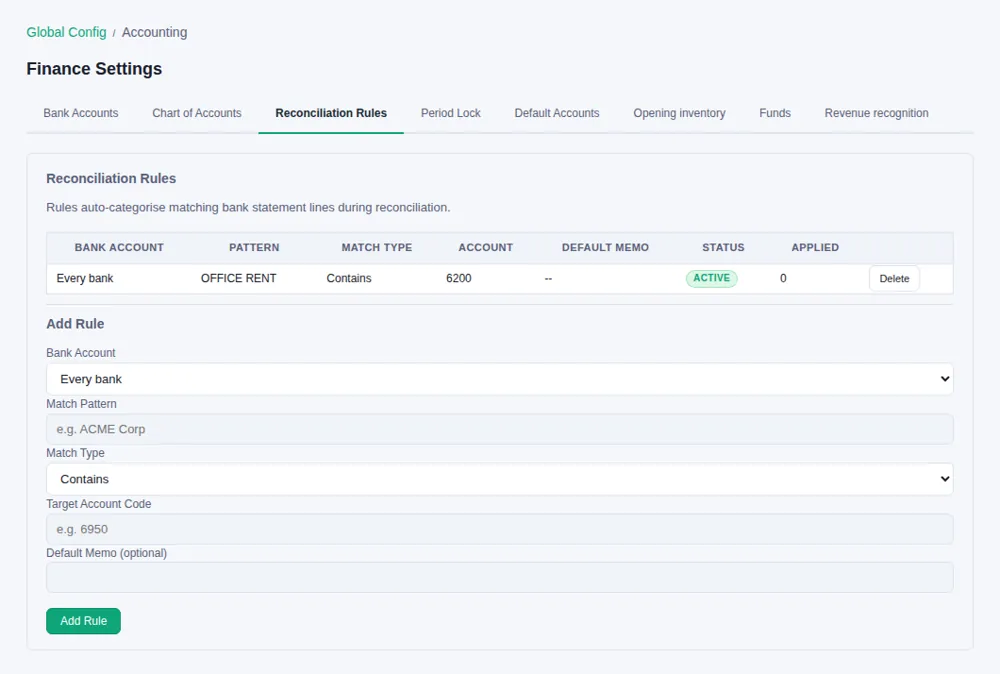 Global Config / Accounting
Finance Settings
Bank Accounts Chart of Accounts Reconciliation Rules Period Lock Default Accounts Opening inventory Funds Revenue recognition
Reconciliation Rules
Rules auto-categorise matching bank statement lines during reconciliation.
BANK ACCOUNT PATTERN MATCH TYPE ACCOUNT DEFAULT MEMO STATUS APPLIED
Every bank OFFICE RENT Contains 6200 -- ACTIVE 0 Delete
Add Rule
Bank Account
Every bank
Match Pattern
e.g. ACME Corp
Match Type
Contains
Target Account Code
e.g. 6950
Default Memo (optional)
Add Rule